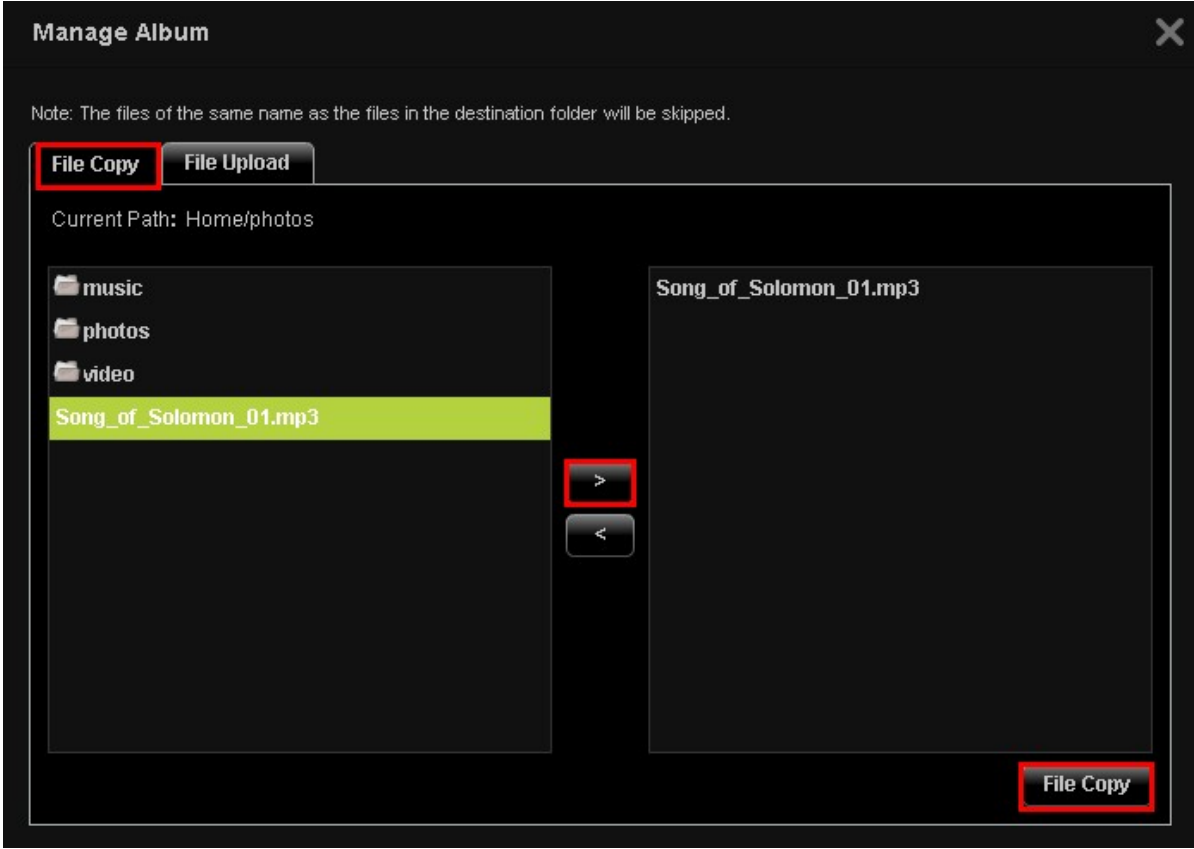 Manage Album
Note: The files of the same name as the files in the destination folder will be skipped.
File Copy
File Upload
Current Path: Home/photos
music
photos
video
Song_of_Solomon_01.mp3
>
<
Song_of_Solomon_01.mp3
File Copy